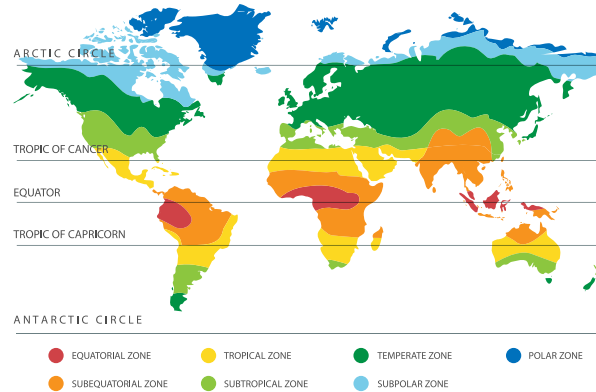 ARCTIC CIRCLE
TROPIC OF CANCER
EQUATOR
TROPIC OF CAPRICORN
ANTARCTIC CIRCLE
EQUATORIAL ZONE
TROPICAL ZONE
TEMPERATE ZONE
POLAR ZONE
SUBEQUATORIAL ZONE
SUBTROPICAL ZONE
SUBPOLAR ZONE